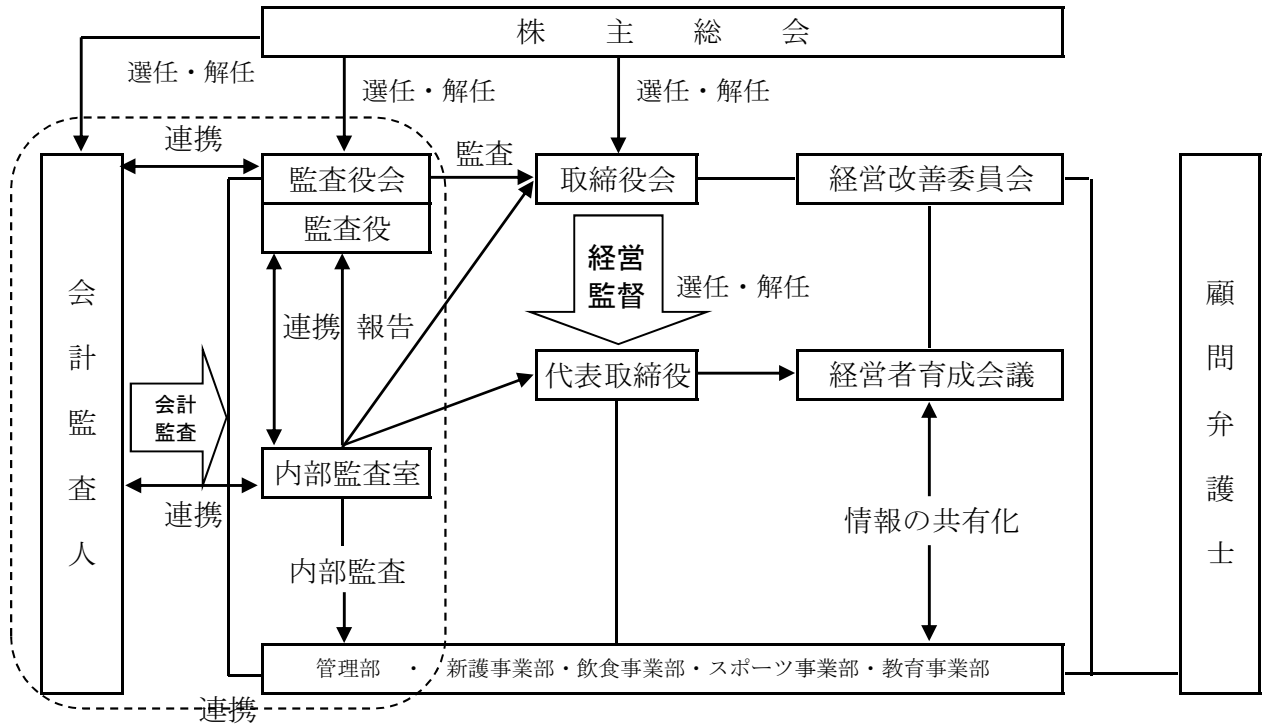 株主総会
選任・解任
選任・解任
選任・解任
連携
監査
監査役会
取締役会
経営改善委員会
監査役
経営
監督
選任・解任
会計監査人
顧問弁護士
連携
報告
代表取締役
経営者育成会議
会計
監査
内部監査室
連携
情報の共有化
内部監査
管理部 ・ 新護事業部・飲食事業部・スポーツ事業部・教育事業部
連携